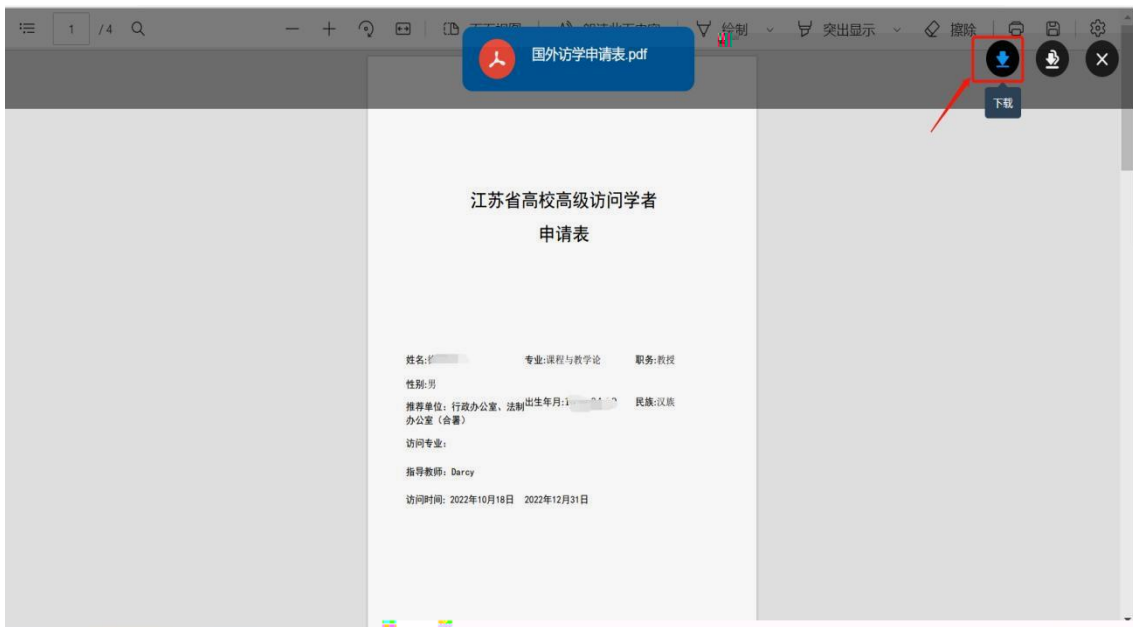 1 / 4
绘制
突出显示
擦除
国外访学申请表.pdf
下载
江苏省高校高级访问学者
申请表
姓名: 专业:课程与教学论 职务:教授
性别:男
推荐单位: 行政办公室、法制 出生年月: 民族:汉族
办公室（合署）
访问专业:
指导教师: Darcy
访问时间: 2022年10月18日 2022年12月31日